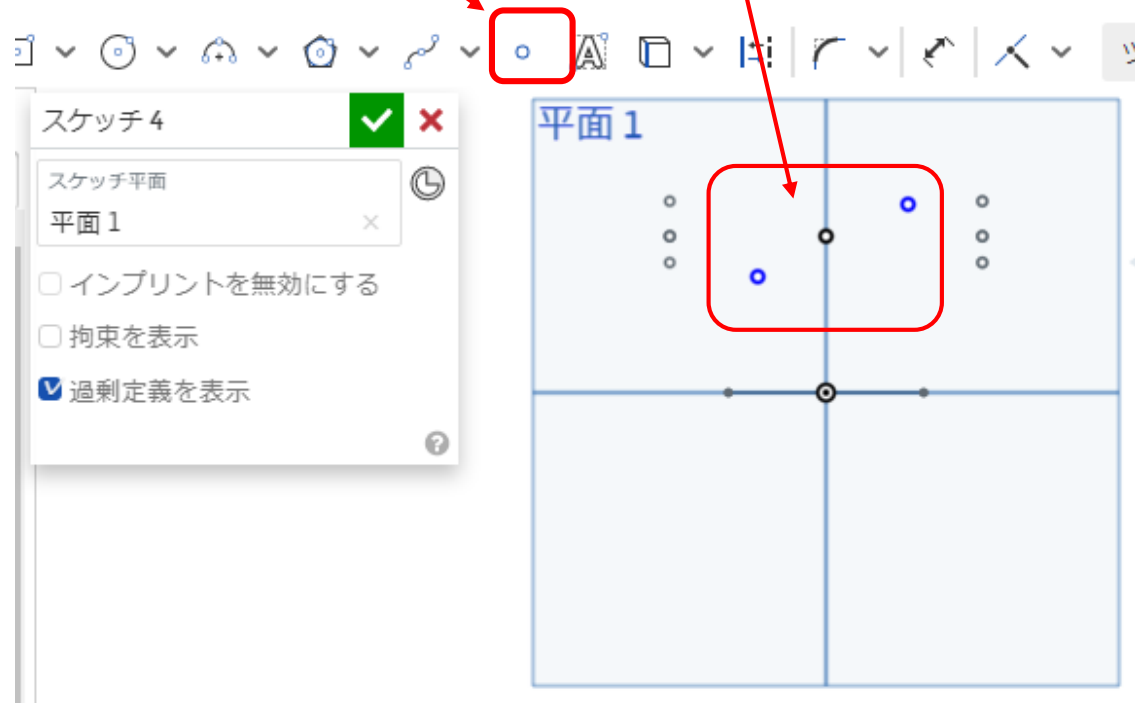 スケッチ 4
スケッチ平面
平面 1
インプリントを無効にする
拘束を表示
過剰定義を表示
平面 1